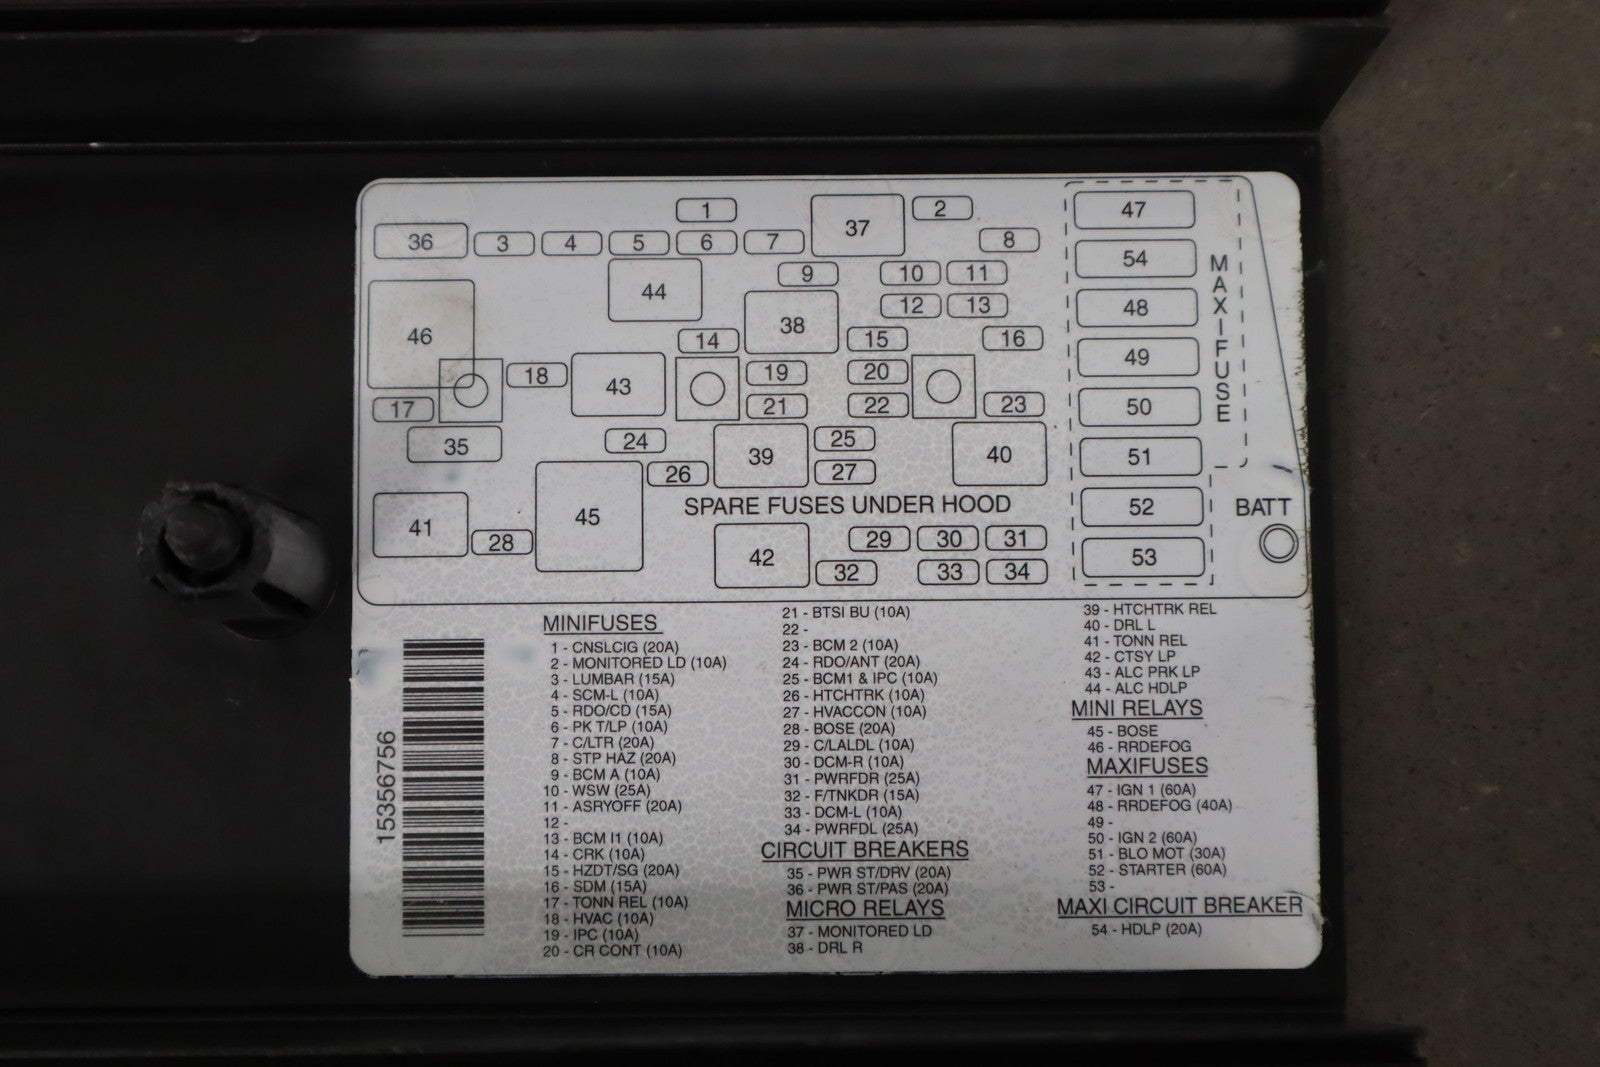 1
37
2
47
36
3
4
5
6
7
8
54
44
9
10
11
46
38
12
13
48
14
15
16
18
43
19
20
49
17
21
22
23
50
35
24
39
25
40
51
26
27
MAXIFUSE
41
28
45
SPARE FUSES UNDER HOOD
52
BATT
42
29
30
31
53
32
33
34
15356756
MINIFUSES
1 - CNSLCIG (20A)
2 - MONITORED LD (10A)
3 - LUMBAR (15A)
4 - SCM-L (10A)
5 - RDO/CD (15A)
6 - PK T/LP (10A)
7 - C/LTR (20A)
8 - STP HAZ (20A)
9 - BCM A (10A)
10 - WSW (25A)
11 - ASRYOFF (20A)
12 -
13 - BCM I1 (10A)
14 - CRK (10A)
15 - HZDT/SG (20A)
16 - SDM (15A)
17 - TONN REL (10A)
18 - HVAC (10A)
19 - IPC (10A)
20 - CR CONT (10A)
21 - BTSI BU (10A)
22 -
23 - BCM 2 (10A)
24 - RDO/ANT (20A)
25 - BCM1 & IPC (10A)
26 - HTCHTRK (10A)
27 - HVACCON (10A)
28 - BOSE (20A)
29 - C/LALDL (10A)
30 - DCM-R (10A)
31 - PWRFDR (25A)
32 - F/TNKDR (15A)
33 - DCM-L (10A)
34 - PWRFDL (25A)
CIRCUIT BREAKERS
35 - PWR ST/DRV (20A)
36 - PWR ST/PAS (20A)
MICRO RELAYS
37 - MONITORED LD
38 - DRL R
39 - HTCHTRK REL
40 - DRL L
41 - TONN REL
42 - CTSY LP
43 - ALC PRK LP
44 - ALC HDLP
MINI RELAYS
45 - BOSE
46 - RRDEFOG
MAXIFUSES
47 - IGN 1 (60A)
48 - RRDEFOG (40A)
49 -
50 - IGN 2 (60A)
51 - BLO MOT (30A)
52 - STARTER (60A)
53 -
MAXI CIRCUIT BREAKER
54 - HDLP (20A)